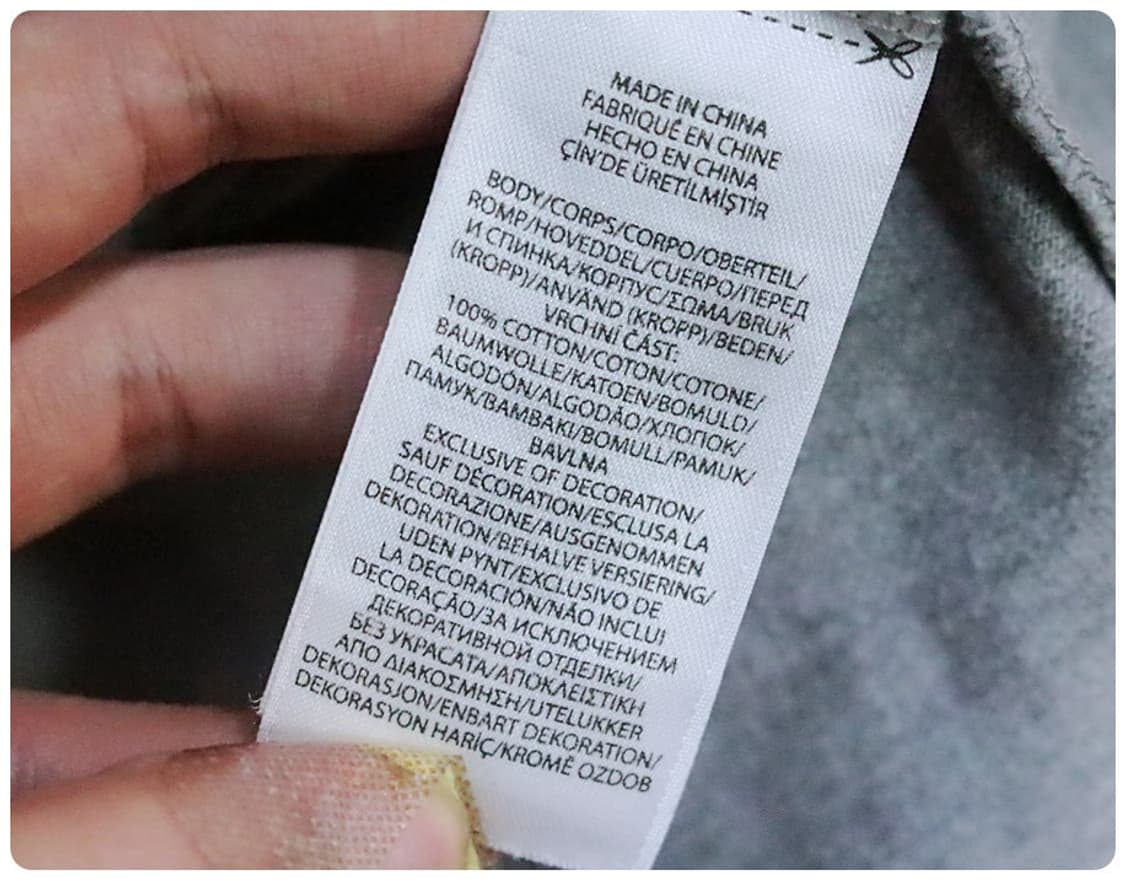 MADE IN CHINA
FABRIQUÉ EN CHINE
HECHO EN CHINA
ÇİN'DE ÜRETİLMİŞTİR
BODY/CORPS/CORPO/OBERTEIL/
ROMP/HOVEDDEL/CUERPO/ПЕРЕД
И СПИНКА/КОРПУС/ΣΩΜΑ/BRUK
(KROPP)/ANVÄND (KROPP)/BEDEN/
VRCHNÍ ČÁST:
100% COTTON/COTON/COTONE/
BAUMWOLLE/KATOEN/BOMULD/
ALGODÓN/ALGODÃO/ХЛОПОК/
ПАМУК/ΒΑΜΒΑΚΙ/BOMULL/PAMUK/
BAVLNA
EXCLUSIVE OF DECORATION/
SAUF DÉCORATION/ESCLUSA LA
DECORAZIONE/AUSGENOMMEN
DEKORATION/BEHALVE VERSIERING/
UDEN PYNT/EXCLUSIVO DE
LA DECORACIÓN/NÃO INCLUI
DECORAÇÃO/ЗА ИСКЛЮЧЕНИЕМ
ДЕКОРАТИВНОЙ ОТДЕЛКИ/
БЕЗ УКРАСАТА/ΑΠΟΚΛΕΙΣΤΙΚΗ
ΑΠΟ ΔΙΑΚΟΣΜΗΣΗ/UTELUKKER
DEKORASJON/ENBART DEKORATION/
DEKORASYON HARİÇ/KROMĚ OZDOB